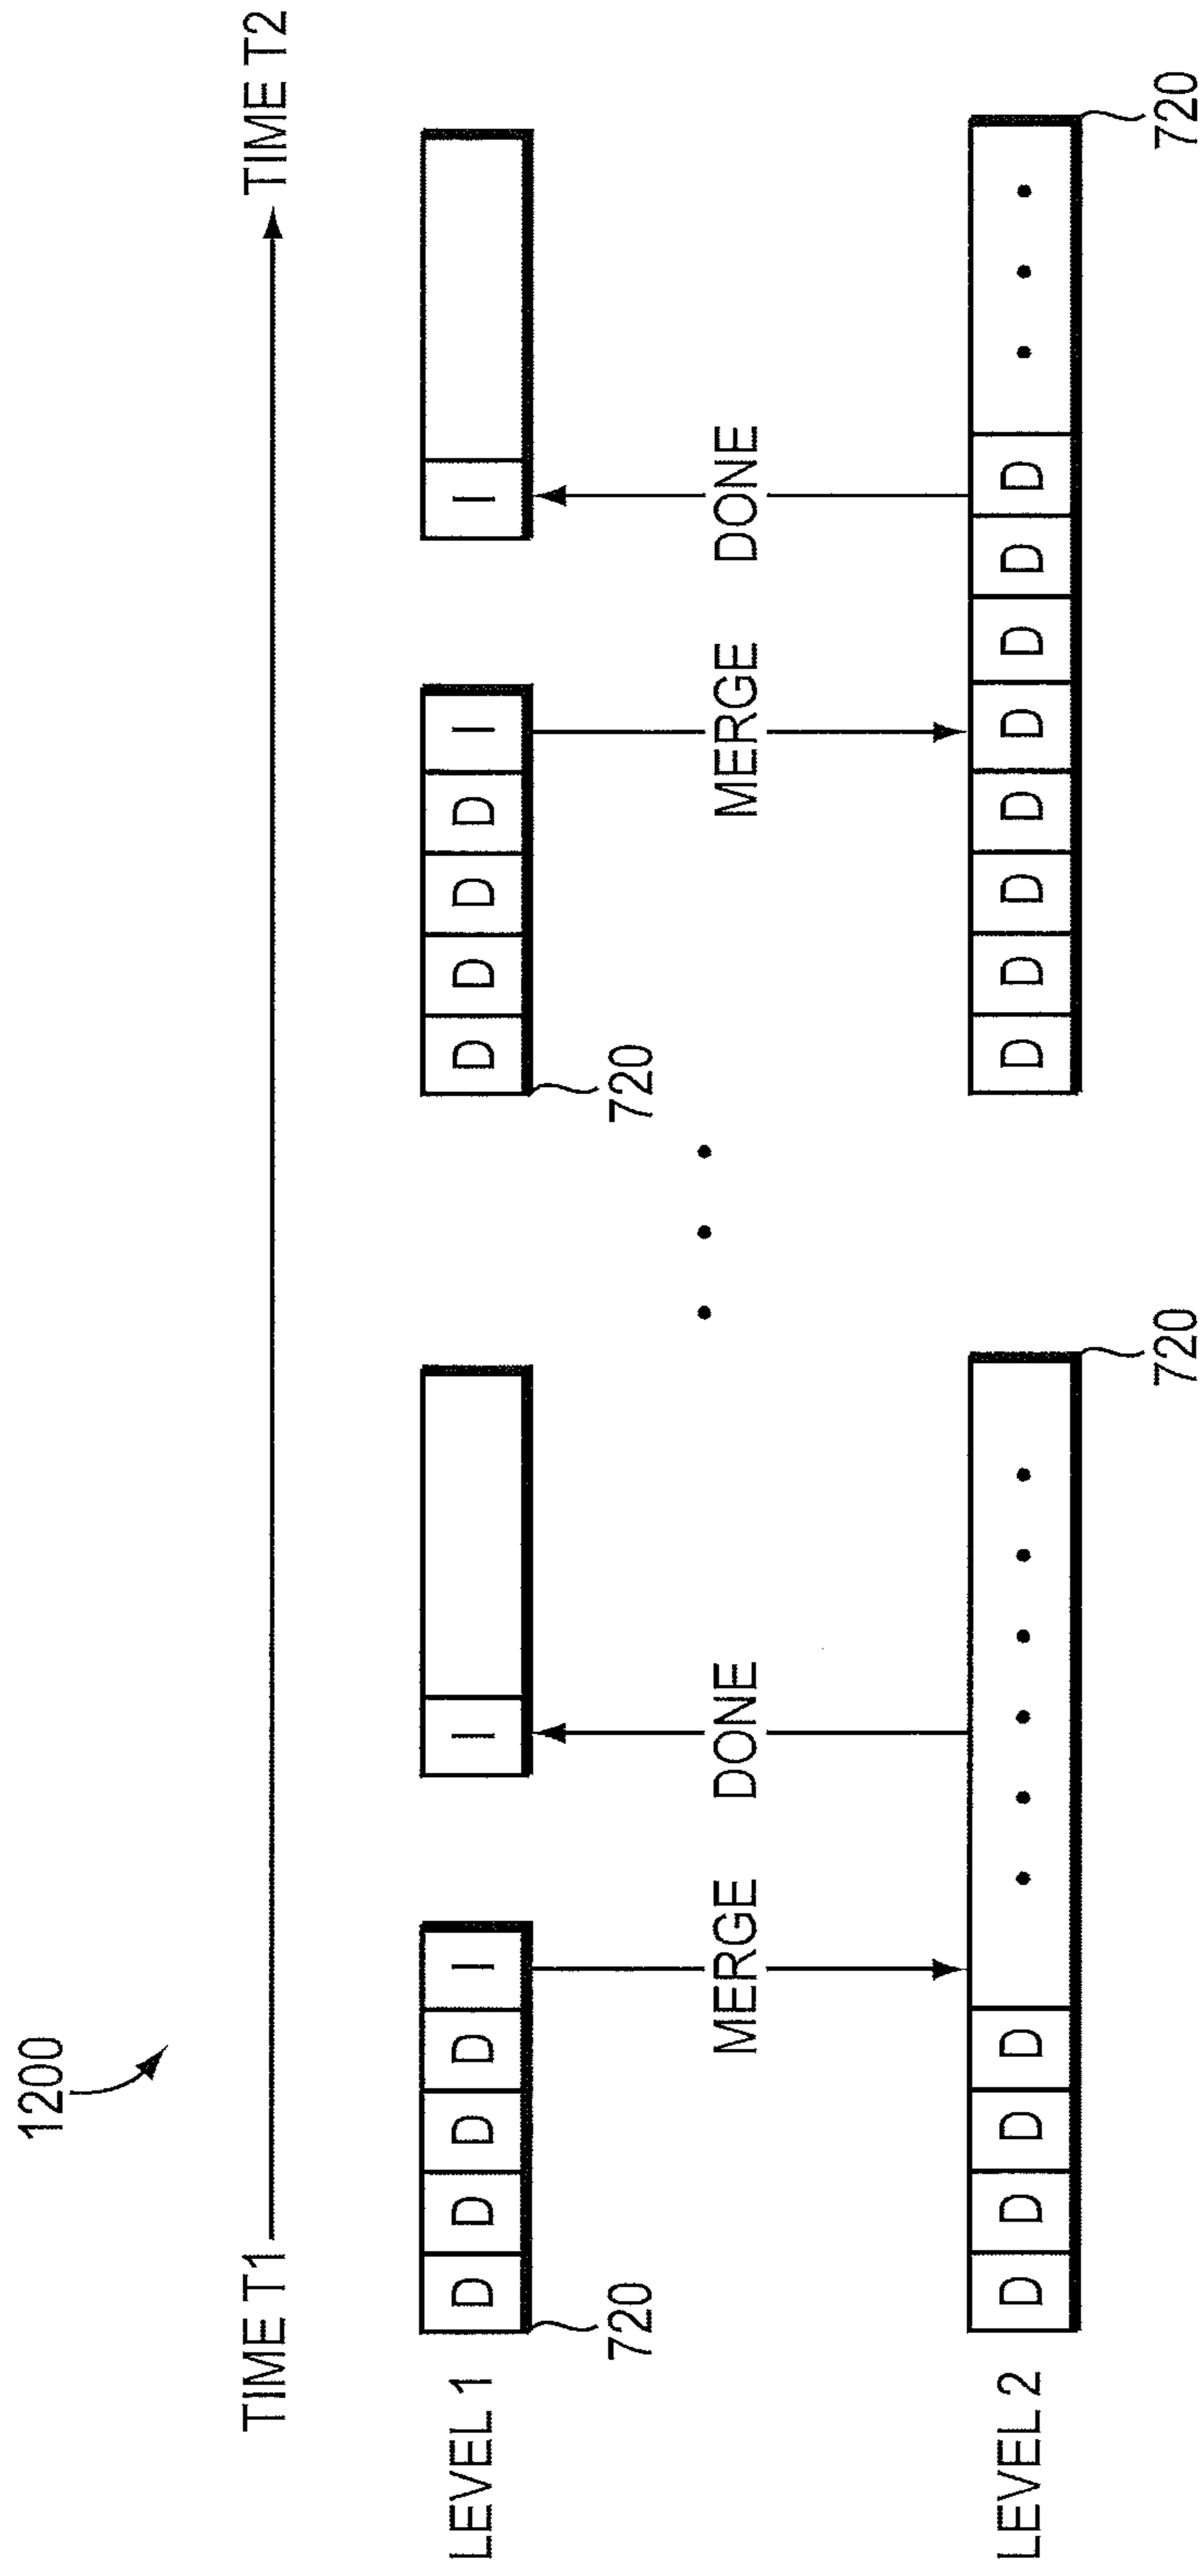 1200
TIME T1 TIME T2
LEVEL 1
D D D D I
I
D D D D I
I
720
720
MERGE DONE
MERGE DONE
LEVEL 2
D D D D
D D D D D D D D
720
720